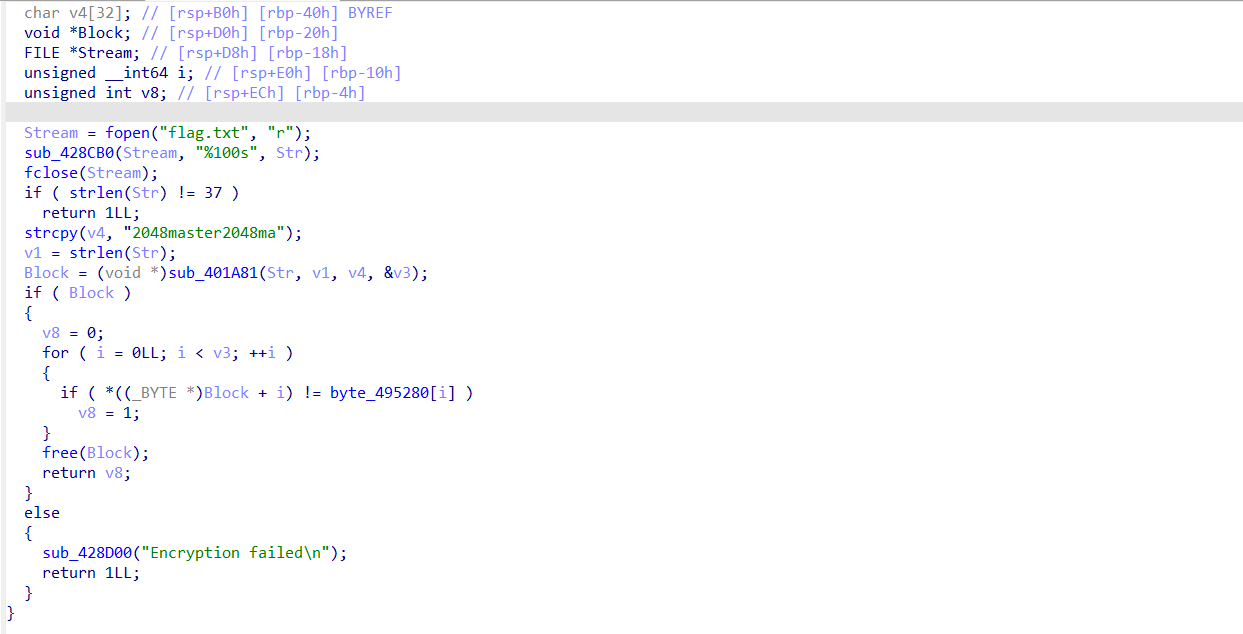 char v4[32]; // [rsp+B0h] [rbp-40h] BYREF
void *Block; // [rsp+D0h] [rbp-20h]
FILE *Stream; // [rsp+D8h] [rbp-18h]
unsigned __int64 i; // [rsp+E0h] [rbp-10h]
unsigned int v8; // [rsp+ECh] [rbp-4h]

Stream = fopen("flag.txt", "r");
sub_428CB0(Stream, "%100s", Str);
fclose(Stream);
if ( strlen(Str) != 37 )
  return 1LL;
strcpy(v4, "2048master2048ma");
v1 = strlen(Str);
Block = (void *)sub_401A81(Str, v1, v4, &v3);
if ( Block )
{
  v8 = 0;
  for ( i = 0LL; i < v3; ++i )
  {
    if ( *((_BYTE *)Block + i) != byte_495280[i] )
      v8 = 1;
  }
  free(Block);
  return v8;
}
else
{
  sub_428D00("Encryption failed\n");
  return 1LL;
}
}